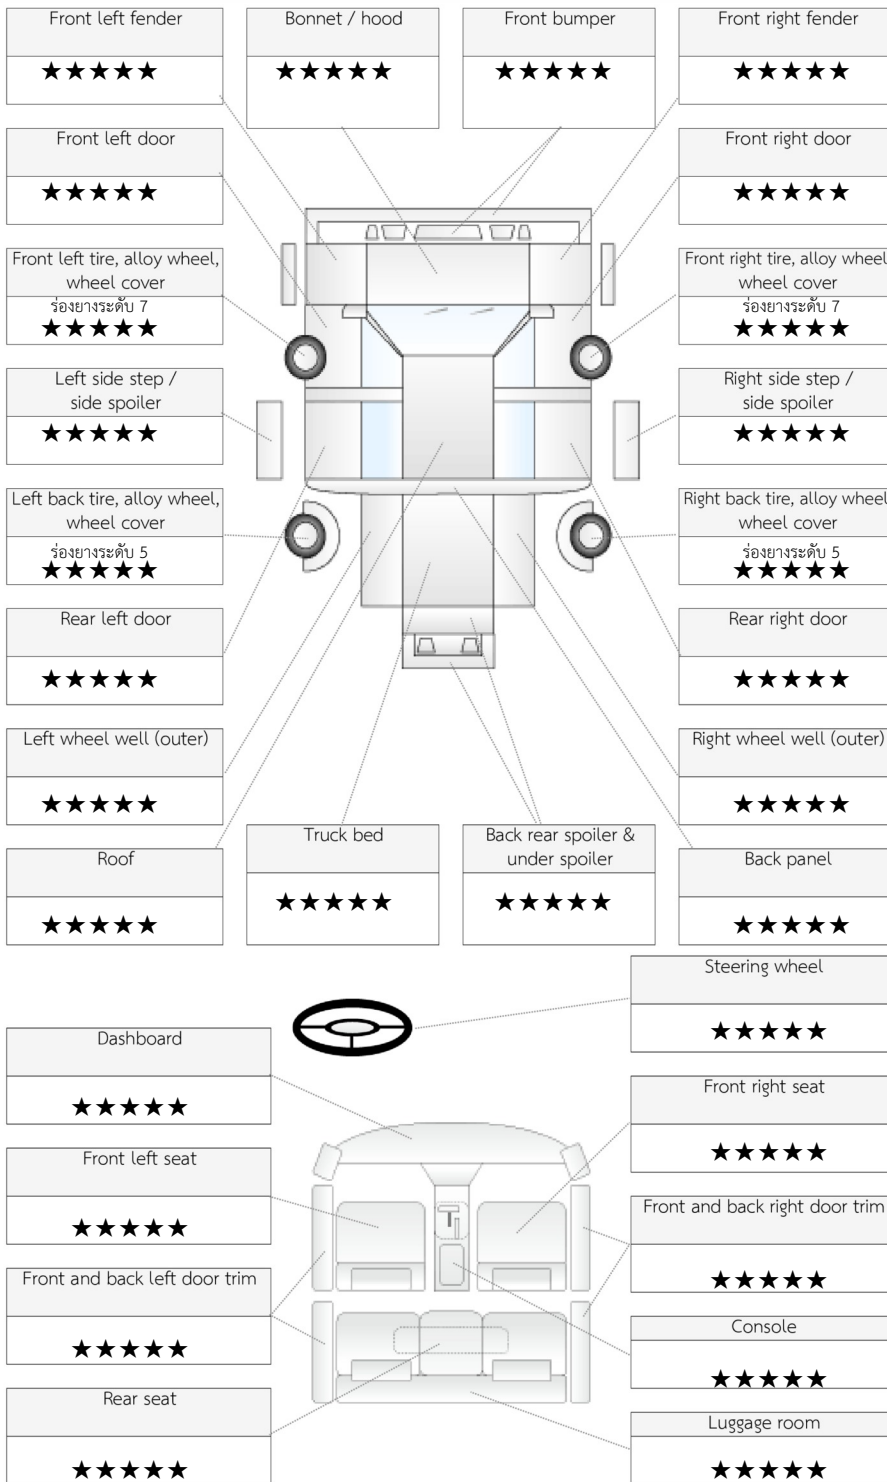 Front left fender
★★★★★
Bonnet / hood
★★★★★
Front bumper
★★★★★
Front right fender
★★★★★
Front left door
★★★★★
Front right door
★★★★★
Front left tire, alloy wheel,
wheel cover
ร่องยางระดับ 7
★★★★★
Front right tire, alloy wheel
wheel cover
ร่องยางระดับ 7
★★★★★
Left side step /
side spoiler
★★★★★
Right side step /
side spoiler
★★★★★
Left back tire, alloy wheel,
wheel cover
ร่องยางระดับ 5
★★★★★
Right back tire, alloy wheel
wheel cover
ร่องยางระดับ 5
★★★★★
Rear left door
★★★★★
Rear right door
★★★★★
Left wheel well (outer)
★★★★★
Right wheel well (outer)
★★★★★
Roof
★★★★★
Truck bed
★★★★★
Back rear spoiler &
under spoiler
★★★★★
Back panel
★★★★★
Steering wheel
★★★★★
Dashboard
★★★★★
Front right seat
★★★★★
Front left seat
★★★★★
Front and back right door trim
★★★★★
Front and back left door trim
★★★★★
Console
★★★★★
Rear seat
★★★★★
Luggage room
★★★★★